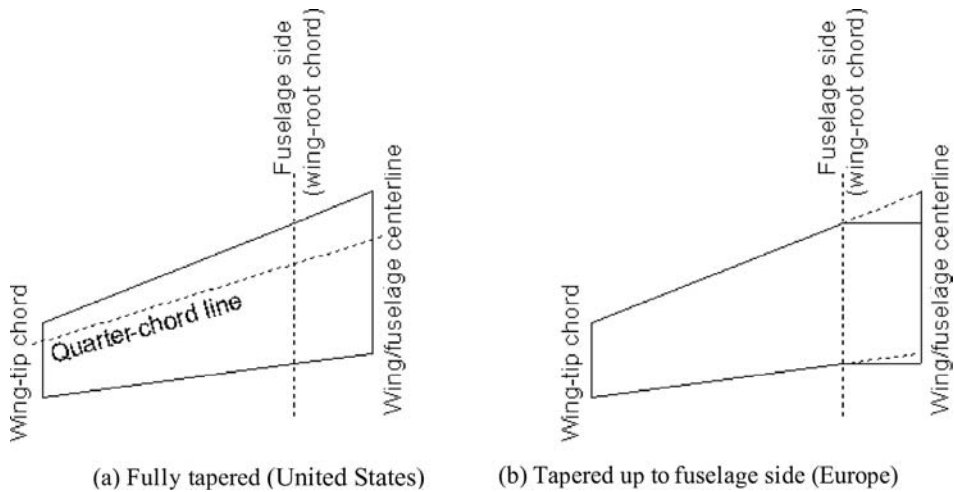 Fuselage side
(wing-root chord)
Wing/fuselage centerline
Wing-tip chord
Quarter-chord line
Fuselage side
(wing-root chord)
Wing/fuselage centerline
Wing-tip chord
(a) Fully tapered (United States)
(b) Tapered up to fuselage side (Europe)